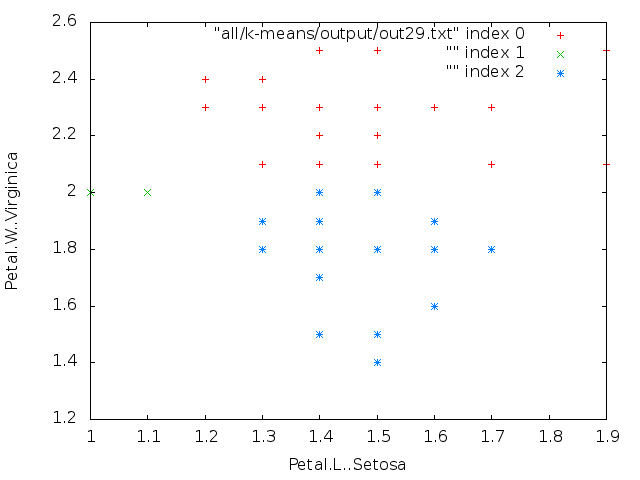 2.6
"all/k-means/output/out29.txt" index 0
"" index 1
"" index 2
2.4
2.2
2
1.8
1.6
1.4
1.2
Petal.W..Virginica
1 1.1 1.2 1.3 1.4 1.5 1.6 1.7 1.8 1.9
Petal.L..Setosa